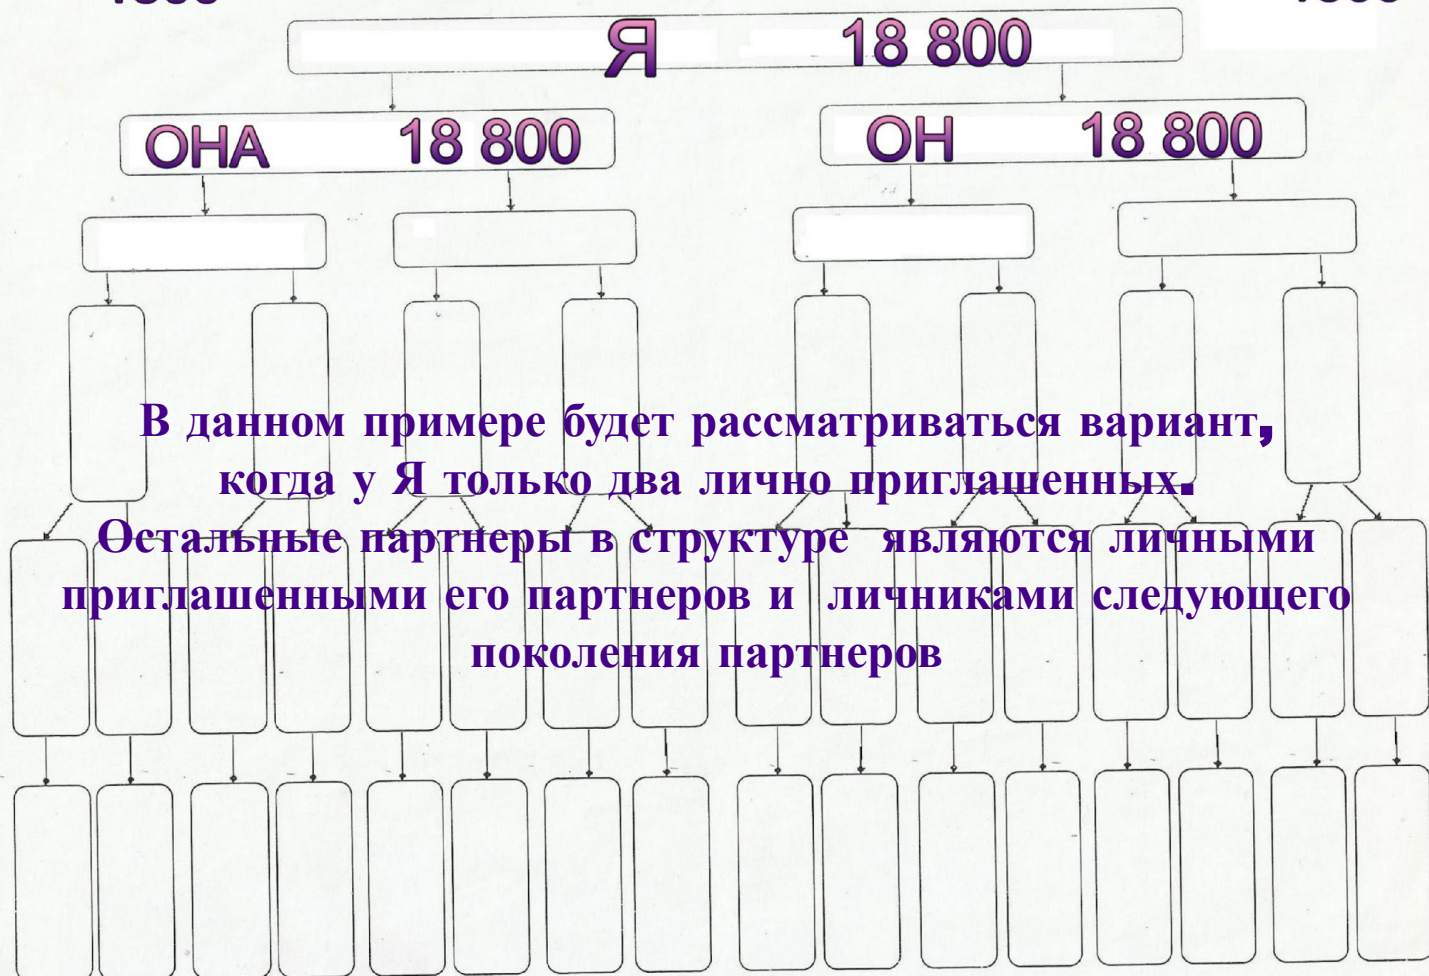 Я 18 800
ОНА 18 800 ОН 18 800
В данном примере будет рассматриваться вариант,
когда у Я только два лично приглашенных.
Остальные партнеры в структуре являются личными
приглашенными его партнеров и личниками следующего
поколения партнеров